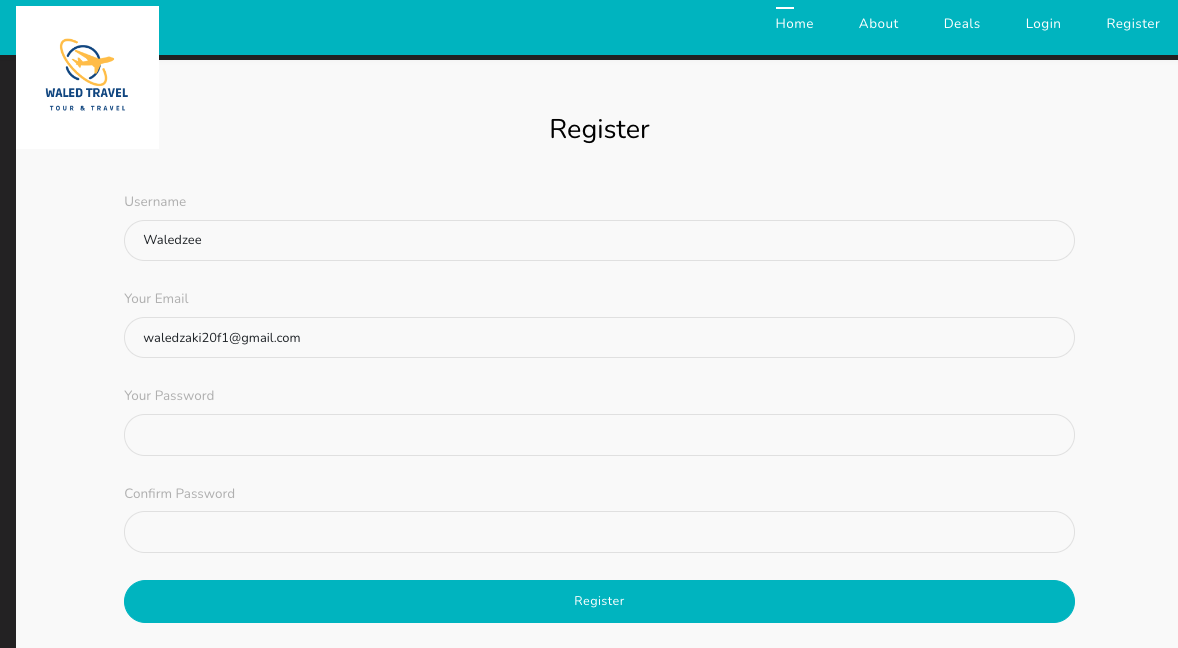 Home About Deals Login Register
WALED TRAVEL
TOUR & TRAVEL
Register
Username
Waledzee
Your Email
waledzaki20f1@gmail.com
Your Password
Confirm Password
Register